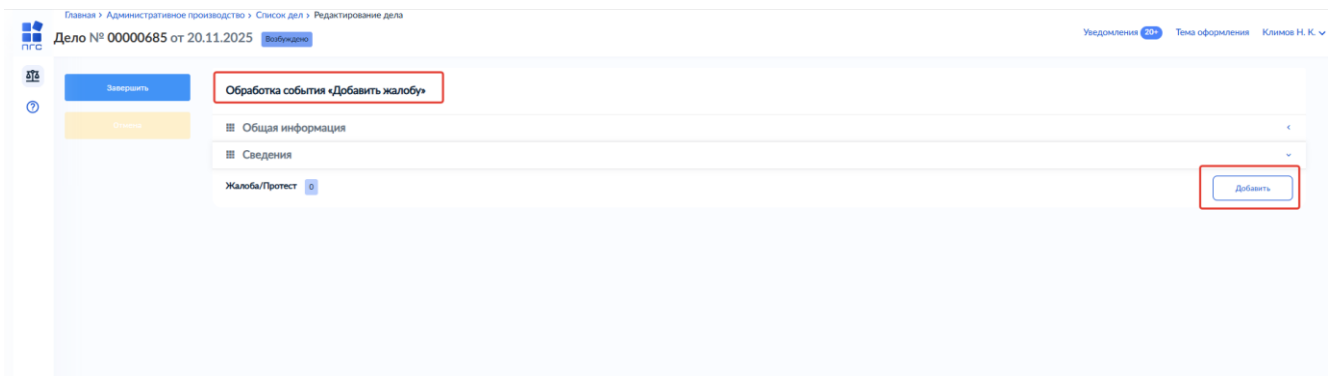 Главная > Административное производство > Список дел > Редактирование дела
Дело № 00000685 от 20.11.2025 Возбуждено
Уведомления 20+ Тема оформления Климов Н. К.
ПГС
Завершить
Обработка события «Добавить жалобу»
Отмена
Общая информация
Сведения
Жалоба/Протест 0
Добавить